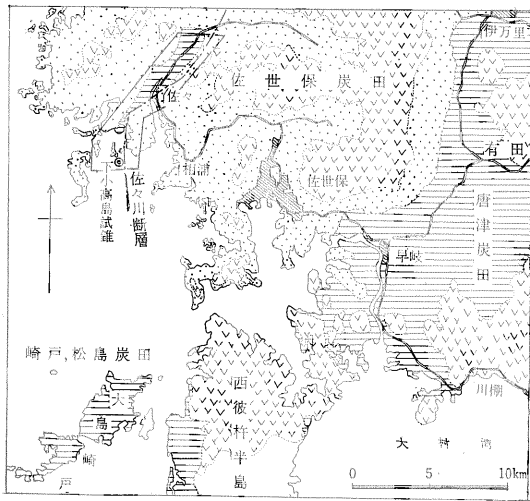 伊万里
佐世保炭田
佐
有田
相浦
佐世保
唐津炭田
下高島試錐
佐々川断層
早岐
崎戸,松島炭田
大島
崎戸
西彼杵半島
川棚
大村湾
0 5 10km